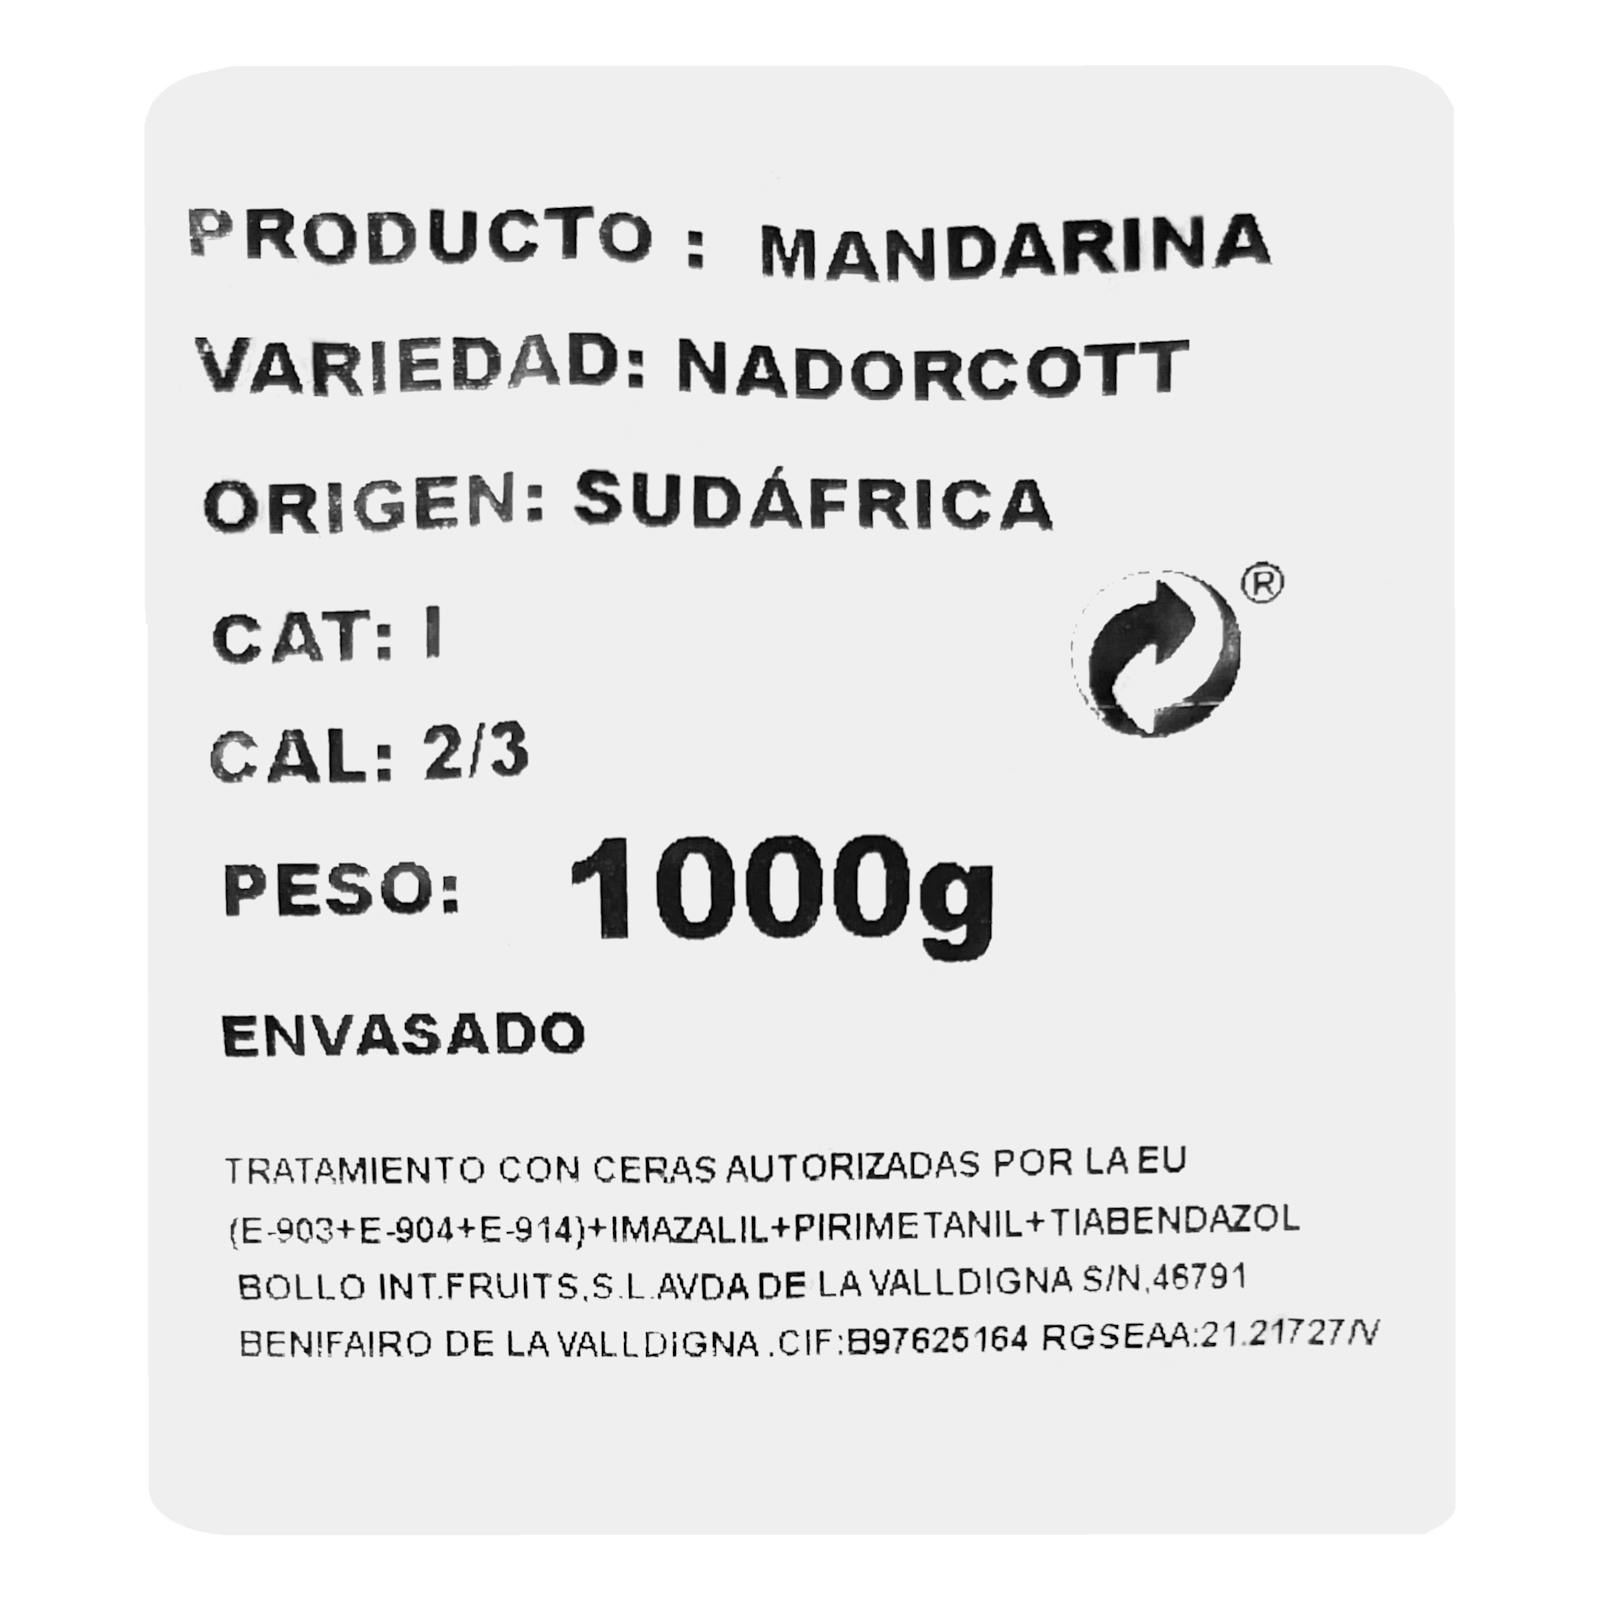 PRODUCTO : MANDARINA
VARIEDAD: NADORCOTT
ORIGEN: SUDÁFRICA
®
CAT: I
CAL: 2/3
PESO: 1000g
ENVASADO
TRATAMIENTO CON CERAS AUTORIZADAS POR LA EU
(E-903+E-904+E-914)+IMAZALIL+PIRIMETANIL+TIABENDAZOL
BOLLO INT.FRUITS,S.L.AVDA DE LA VALLDIGNA S/N,46791
BENIFAIRO DE LA VALLDIGNA.CIF:B97625164 RGSEAA:21.21727/V